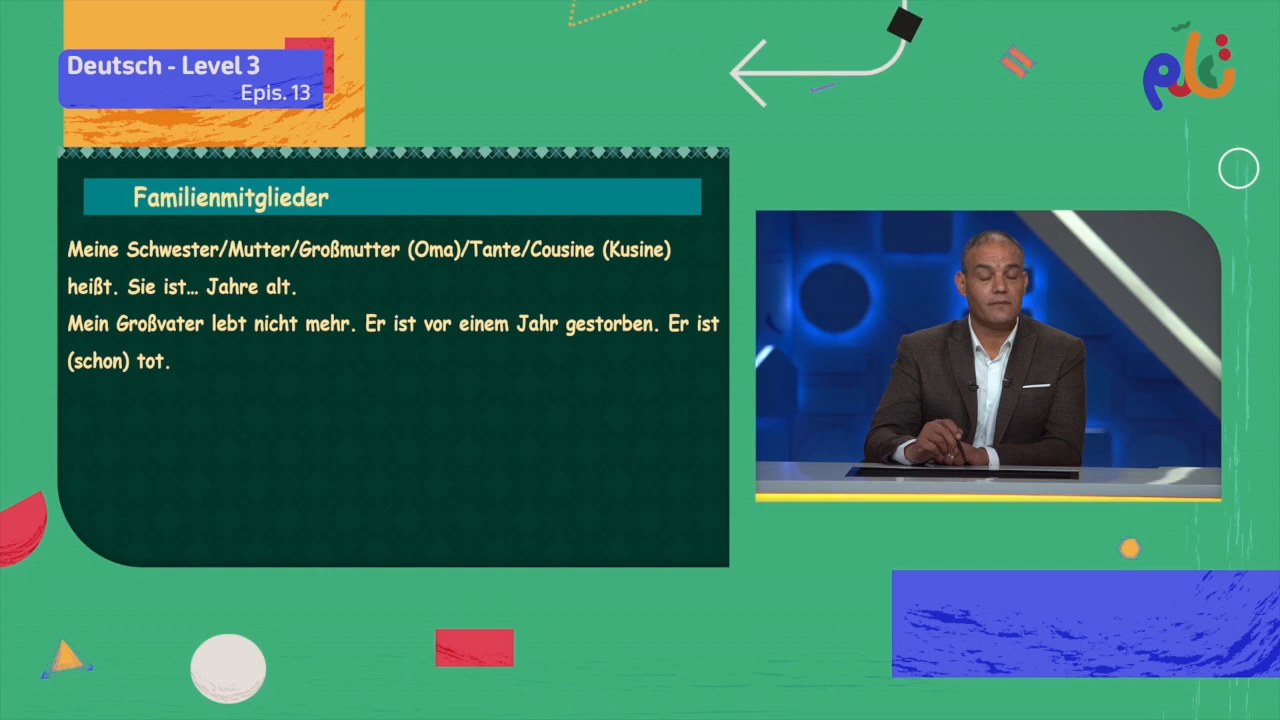 Deutsch - Level 3
Epis. 13
نتألم
Familienmitglieder
Meine Schwester/Mutter/Großmutter (Oma)/Tante/Cousine (Kusine)
heißt. Sie ist... Jahre alt.
Mein Großvater lebt nicht mehr. Er ist vor einem Jahr gestorben. Er ist
(schon) tot.